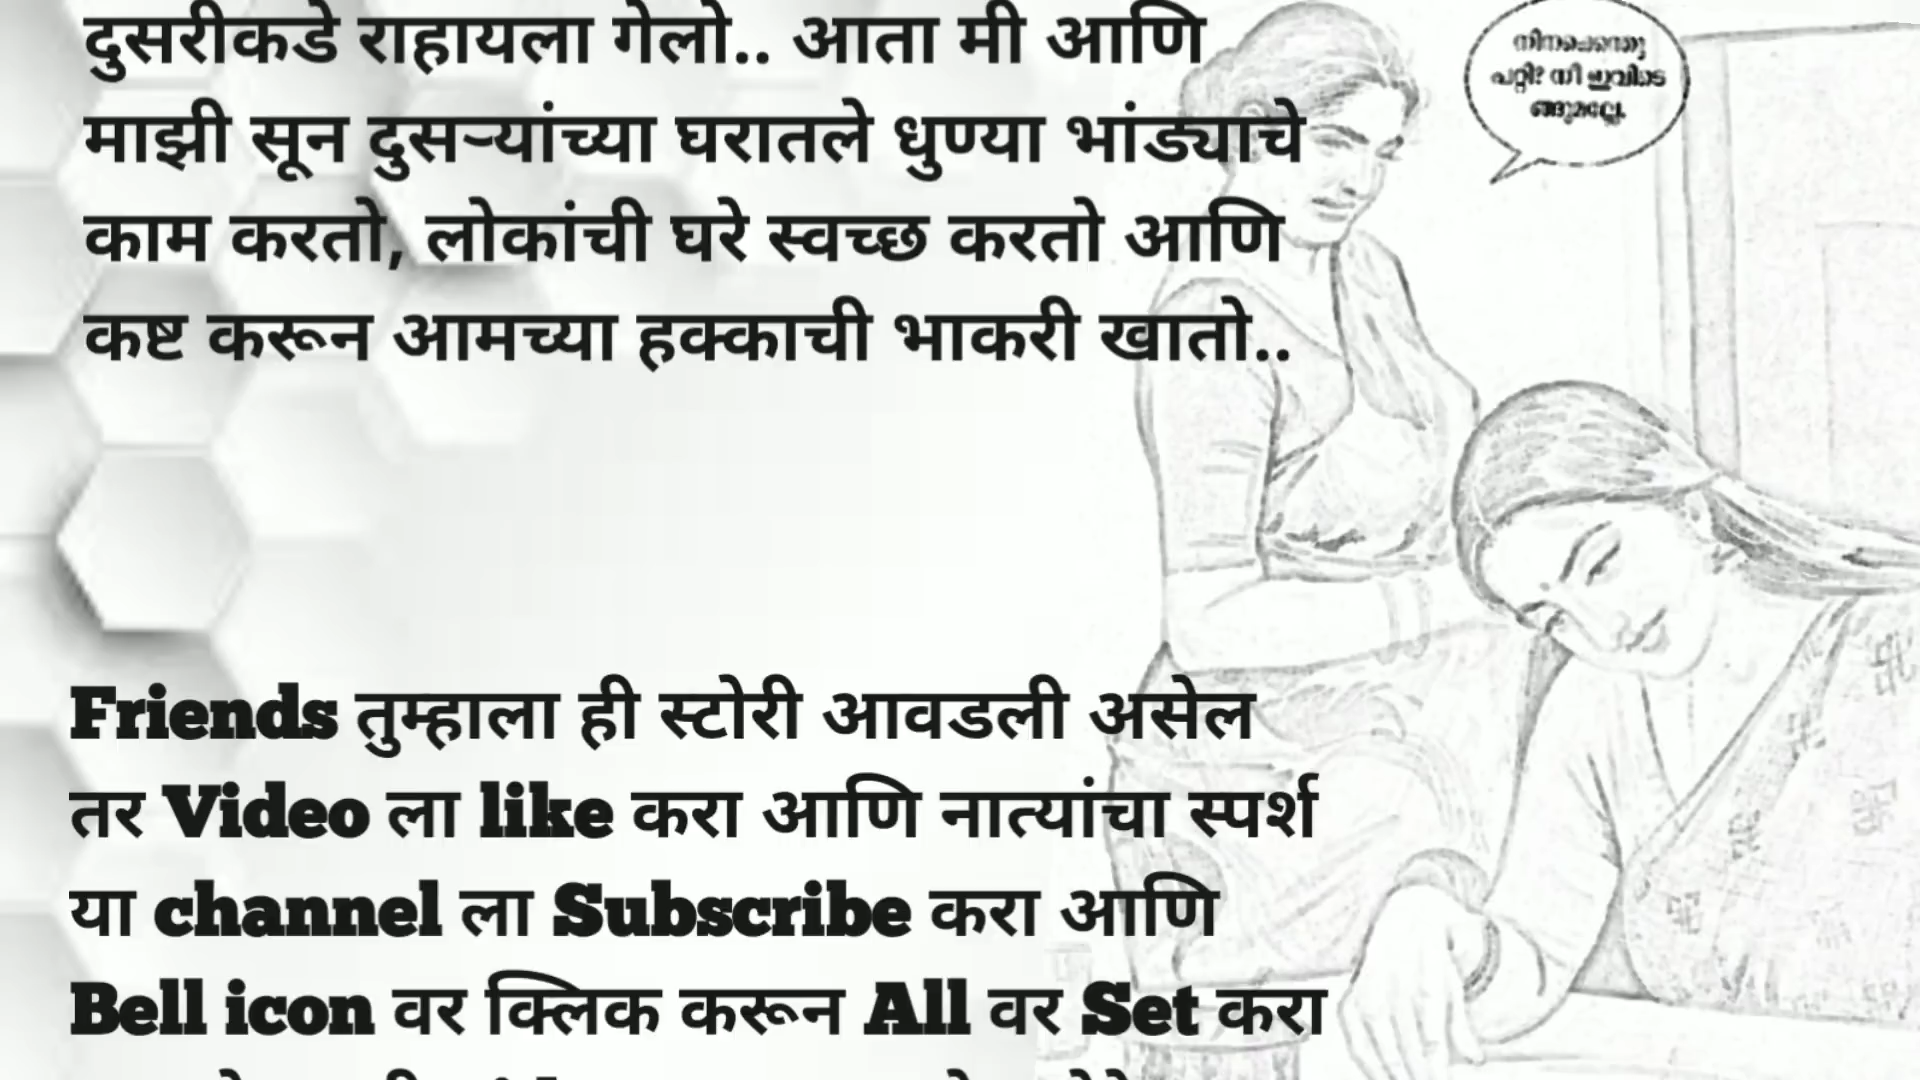 दुसरीकडे राहायला गेलो.. आता मी आणि
माझी सून दुसऱ्यांच्या घरातले धुण्या भांड्याचे
काम करतो, लोकांची घरे स्वच्छ करतो आणि
कष्ट करून आमच्या हक्काची भाकरी खातो..
പറ്റി? നീ ഇവിടെ
Friends तुम्हाला ही स्टोरी आवडली असेल
तर Video ला like करा आणि नात्यांचा स्पर्श
या channel ला Subscribe करा आणि
Bell icon वर क्लिक करून All वर Set करा